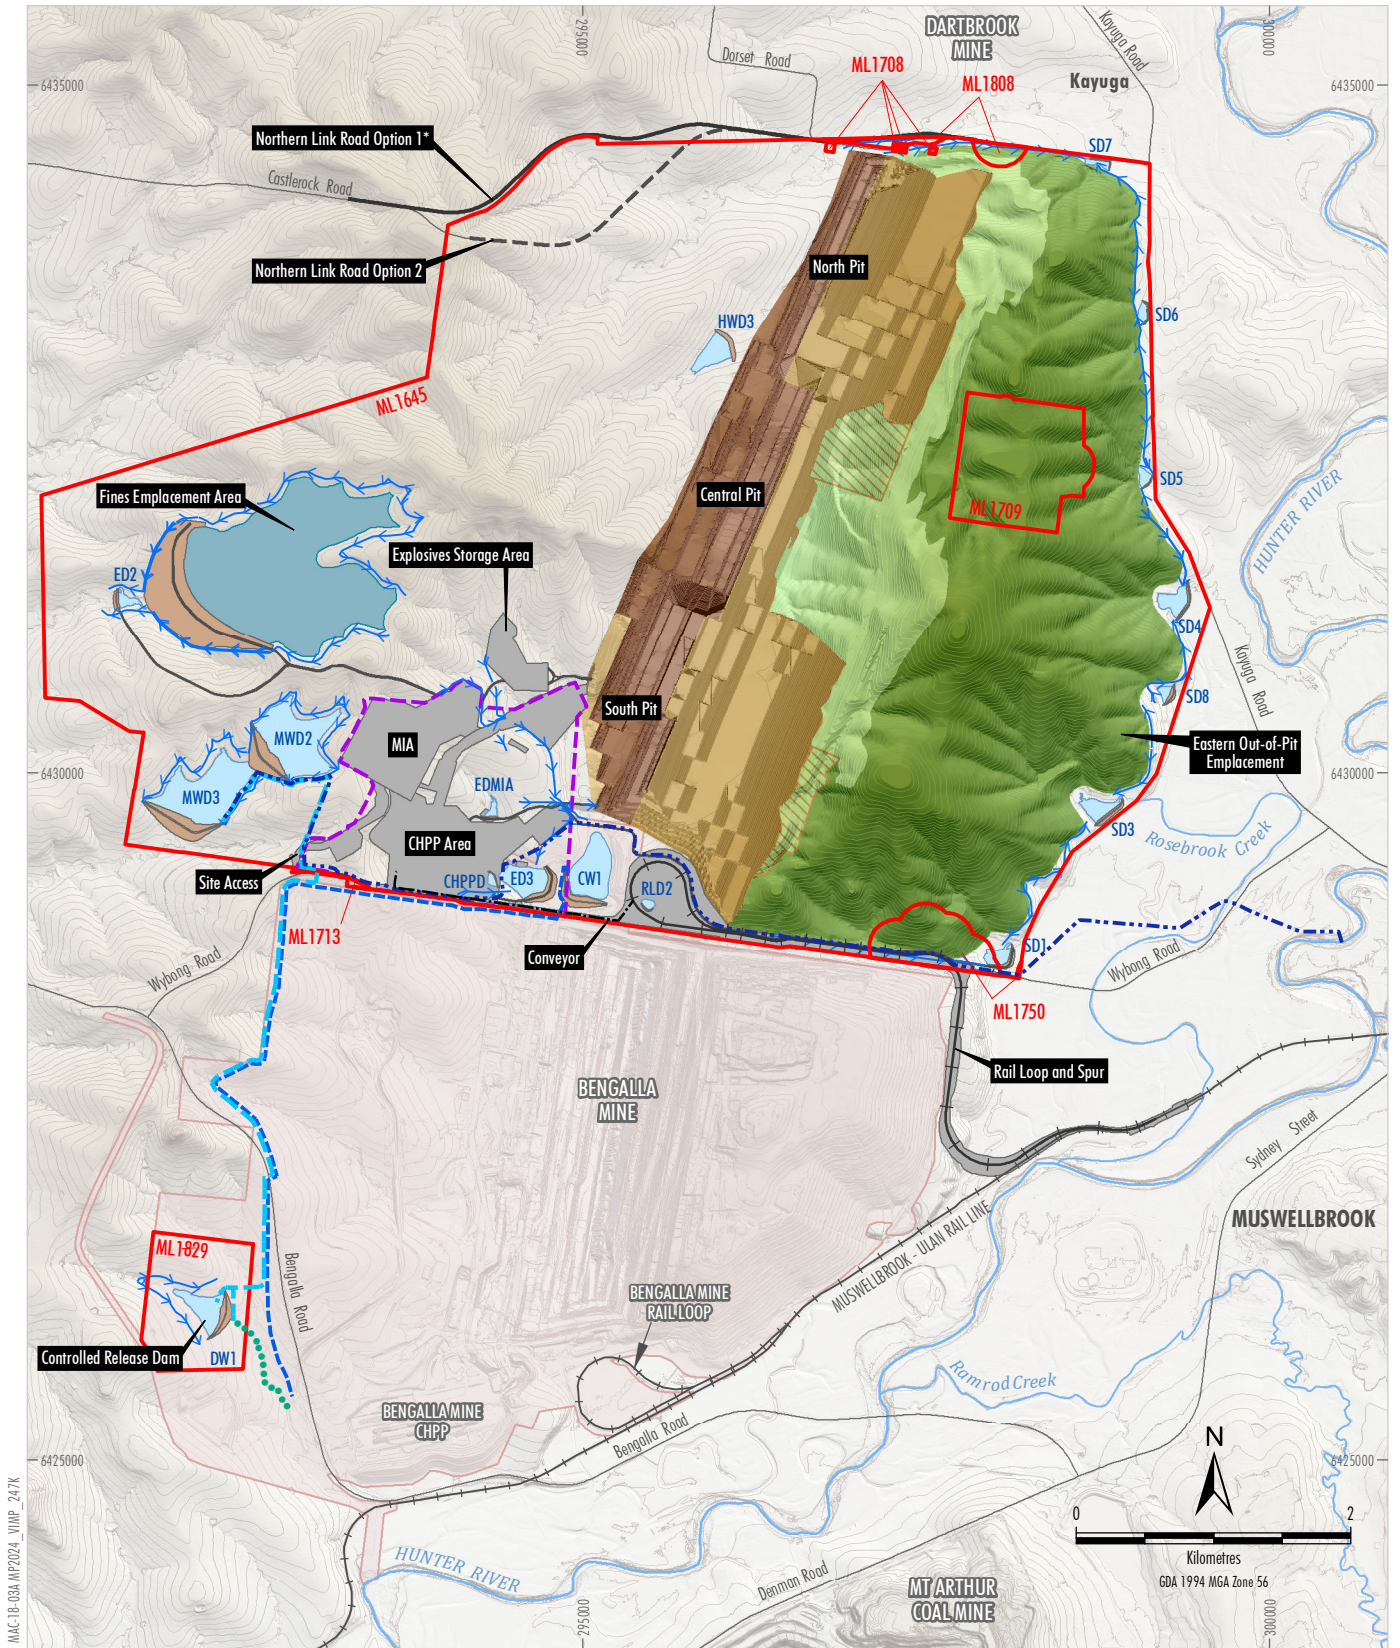 295000
300000
DARTBROOK
MINE
Kayuga Road
Dorset Road
ML1708
ML1808
Kayuga
6435000
6435000
Northern Link Road Option 1*
SD7
Castlerock Road
Northern Link Road Option 2
North Pit
HWD3
SD6
ML1645
Fines Emplacement Area
Central Pit
SD5
ML1709
HUNTER RIVER
Explosives Storage Area
ED2
SD4
Kayuga Road
SD8
South Pit
MWD2
MIA
Eastern Out-of-Pit
Emplacement
6430000
6430000
MWD3
EDMIA
SD3
Rosebrook Creek
CHPP Area
Site Access
CHPPD
ED3
CW1
RLD2
ML1713
Conveyor
SD1
Wybong Road
Wybong Road
ML1750
Rail Loop and Spur
BENGALLA
MINE
Sydney Street
MUSWELLBROOK
ML1829
Bengalla Road
MUSWELLBROOK - ULAN RAIL LINE
BENGALLA MINE
RAIL LOOP
Controlled Release Dam
DW1
Ramrod Creek
BENGALLA MINE
CHPP
Bengalla Road
N
6425000
6425000
0
2
Kilometres
GDA 1994 MGA Zone 56
HUNTER RIVER
Denman Road
MT ARTHUR
COAL MINE
295000
300000
MAC-18-03A MP2024_VIMP_247K